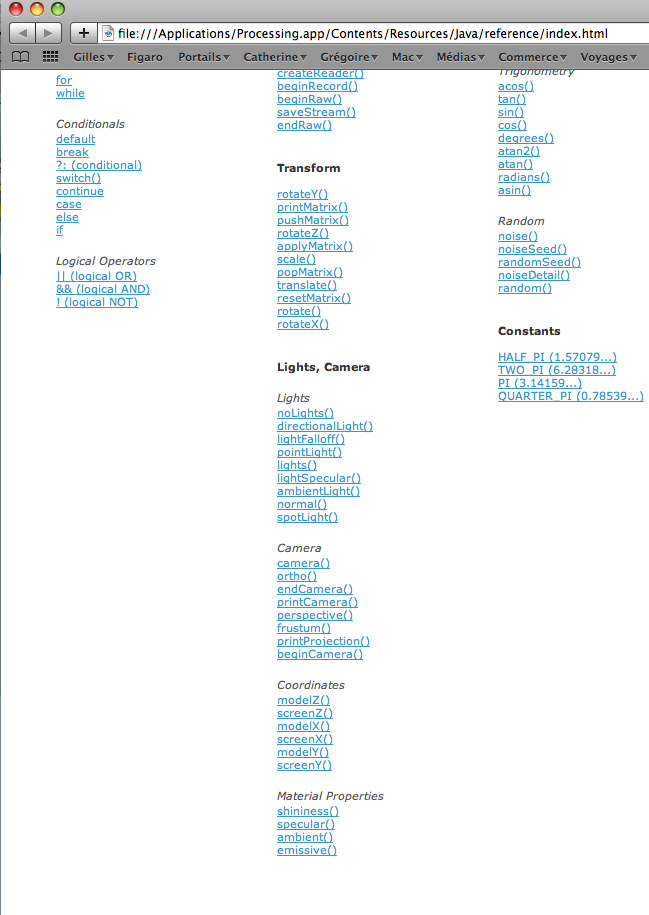 file:///Applications/Processing.app/Contents/Resources/Java/reference/index.html
Gilles Figaro Portails Catherine Grégoire Mac Médias Commerce Voyages
for
while
Conditionals
default
break
?: (conditional)
switch()
continue
case
else
if
Logical Operators
|| (logical OR)
&& (logical AND)
! (logical NOT)
createReader()
beginRecord()
beginRaw()
saveStream()
endRaw()
Transform
rotateY()
printMatrix()
pushMatrix()
rotateZ()
applyMatrix()
scale()
popMatrix()
translate()
resetMatrix()
rotate()
rotateX()
Lights, Camera
Lights
noLights()
directionalLight()
lightFalloff()
pointLight()
lights()
lightSpecular()
ambientLight()
normal()
spotLight()
Camera
camera()
ortho()
endCamera()
printCamera()
perspective()
frustum()
printProjection()
beginCamera()
Coordinates
modelZ()
screenZ()
modelX()
screenX()
modelY()
screenY()
Material Properties
shininess()
specular()
ambient()
emissive()
Trigonometry
acos()
tan()
sin()
cos()
degrees()
atan2()
atan()
radians()
asin()
Random
noise()
noiseSeed()
randomSeed()
noiseDetail()
random()
Constants
HALF_PI (1.57079...)
TWO_PI (6.28318...)
PI (3.14159...)
QUARTER_PI (0.78539...)